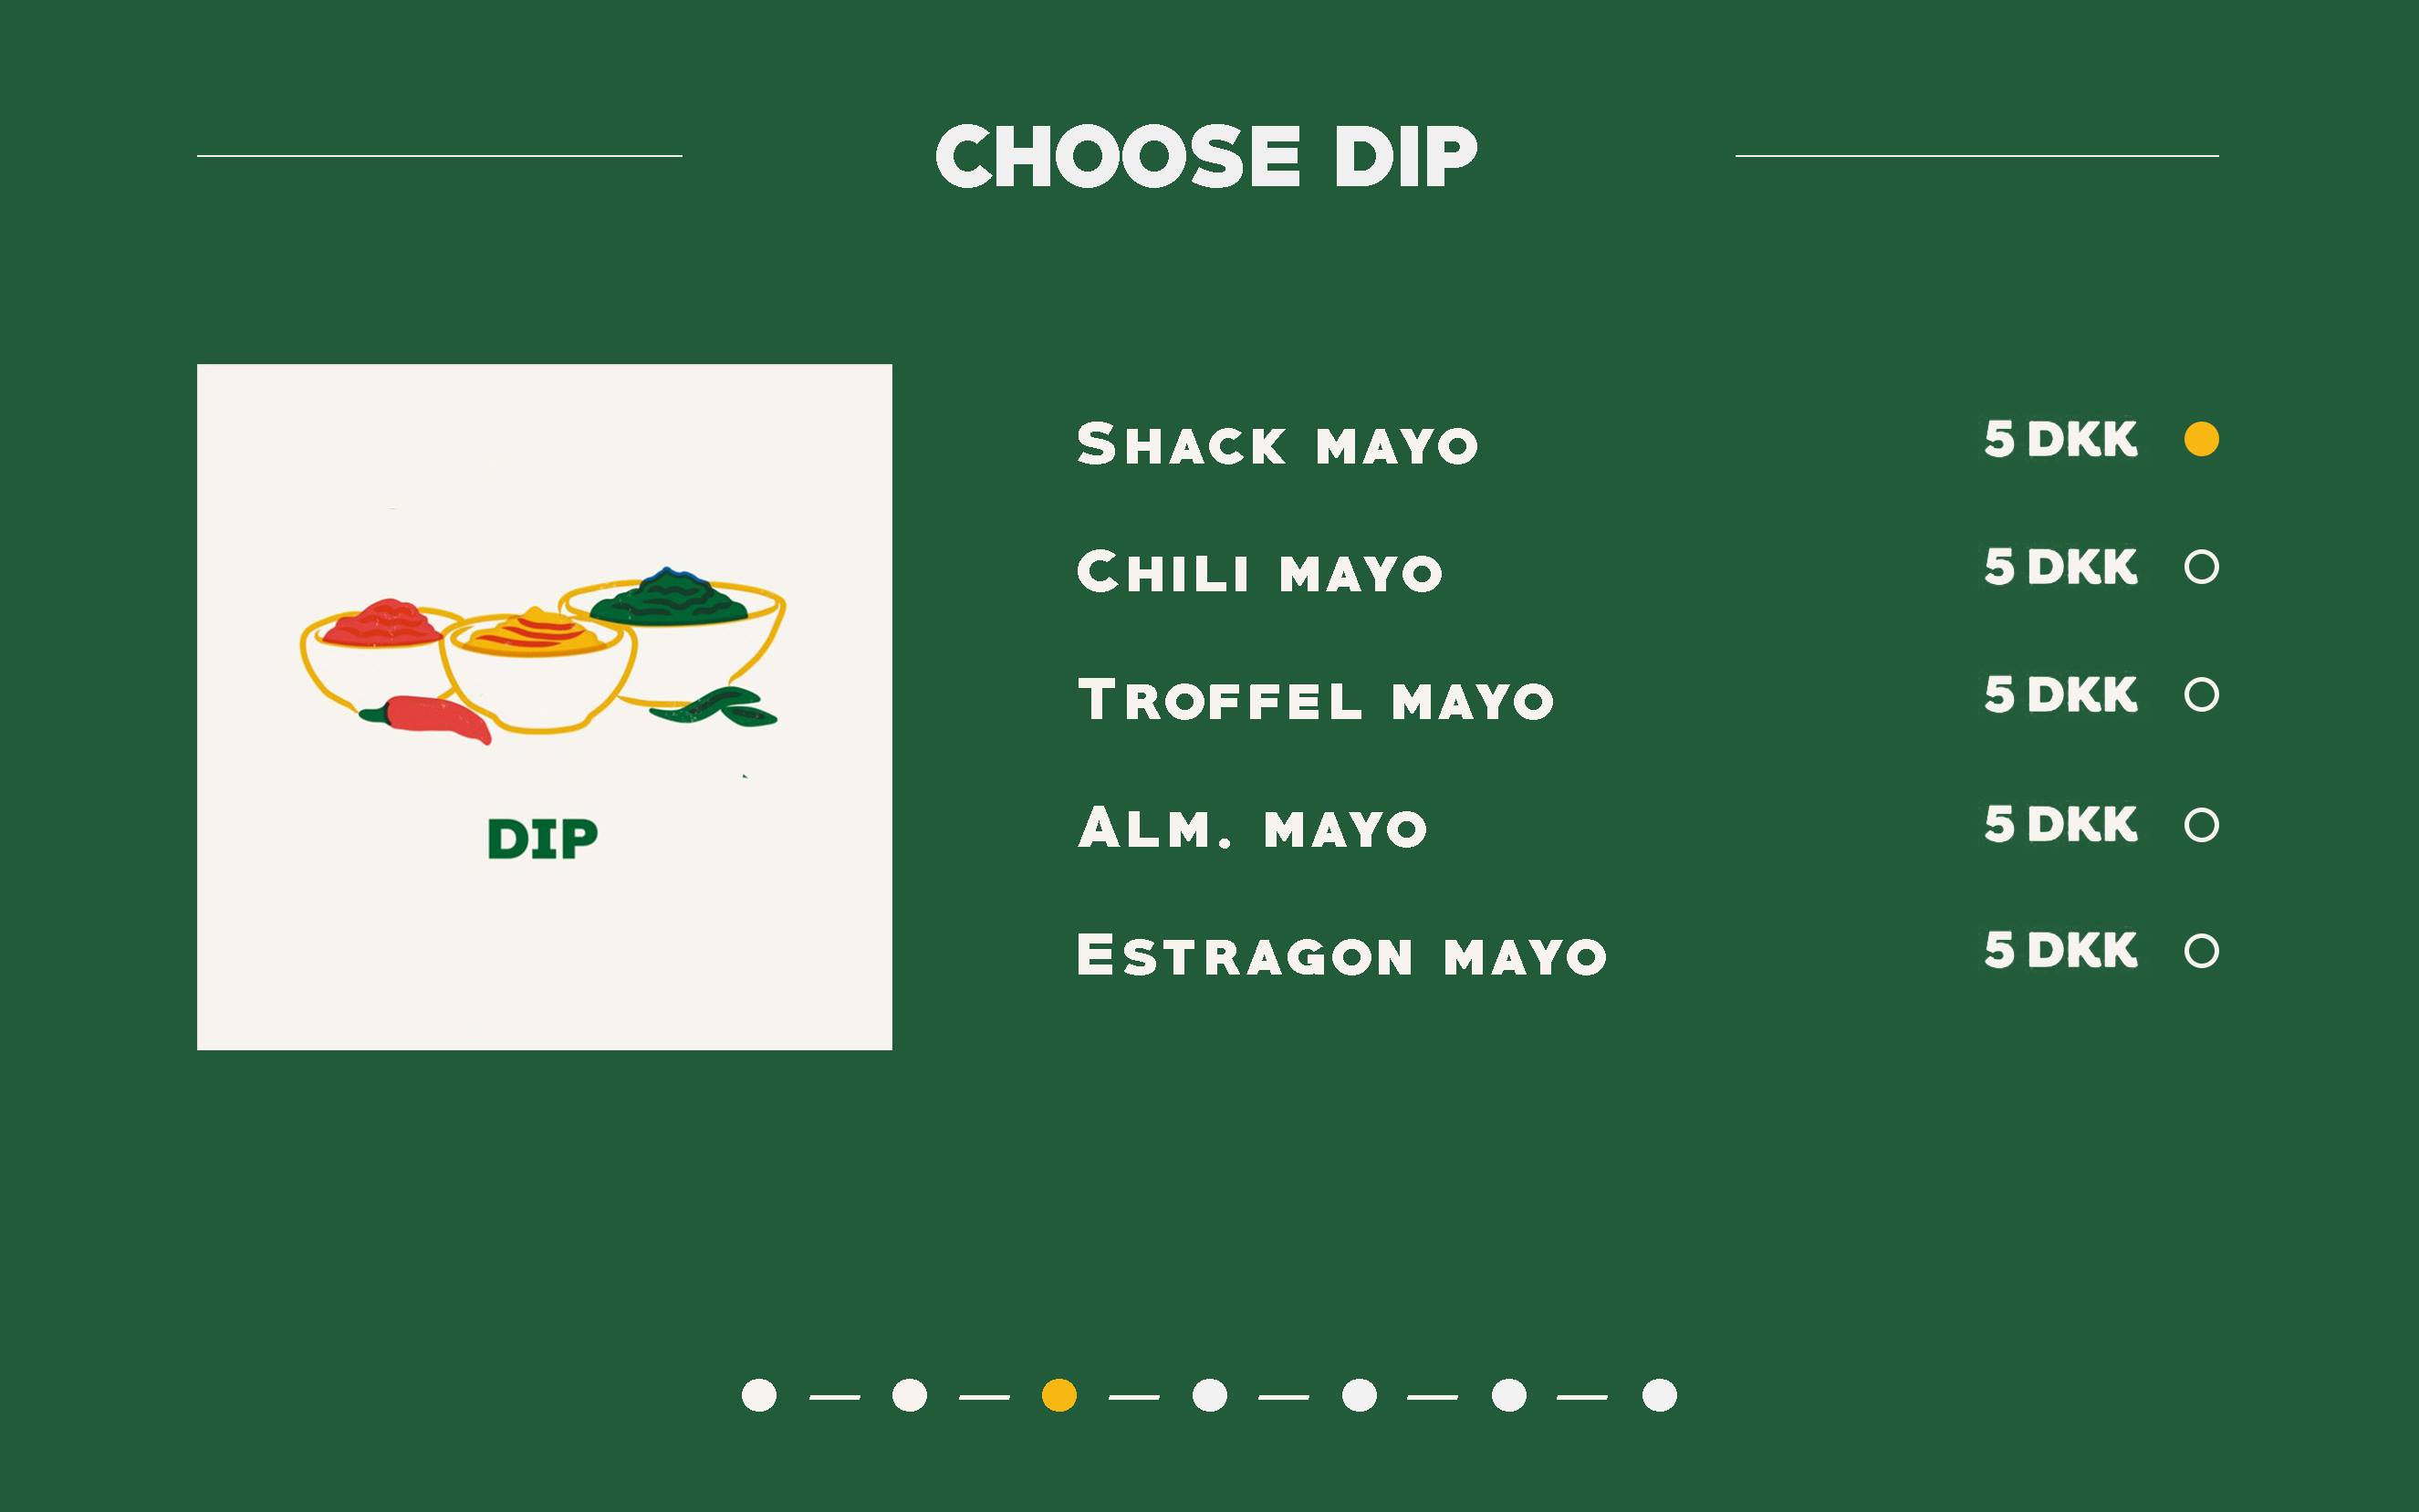 CHOOSE DIP
DIP
SHACK MAYO 5 DKK
CHILI MAYO 5 DKK
TROFFEL MAYO 5 DKK
ALM. MAYO 5 DKK
ESTRAGON MAYO 5 DKK